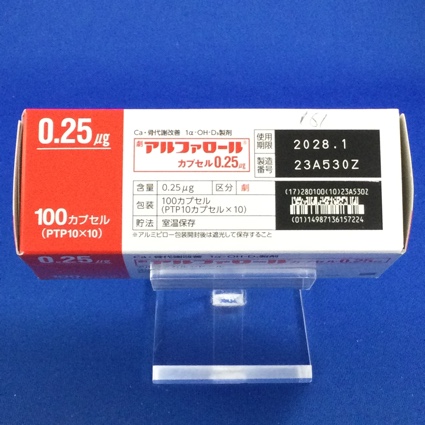 0.25μg
100カプセル
(PTP10×10)
Ca・骨代謝改善 1α-OH-D₃製剤
劇 アルファロール®
カプセル0.25μg
含量 0.25μg 区分 劇
包装 100カプセル
(PTP10カプセル×10)
貯法 室温保存
※アルミピロー包装開封後は遮光して保存すること
使用
期限 2028.1
製造
番号 23A530Z
(17)280100(10)23A530Z
(01)14987136157224
0.25μg